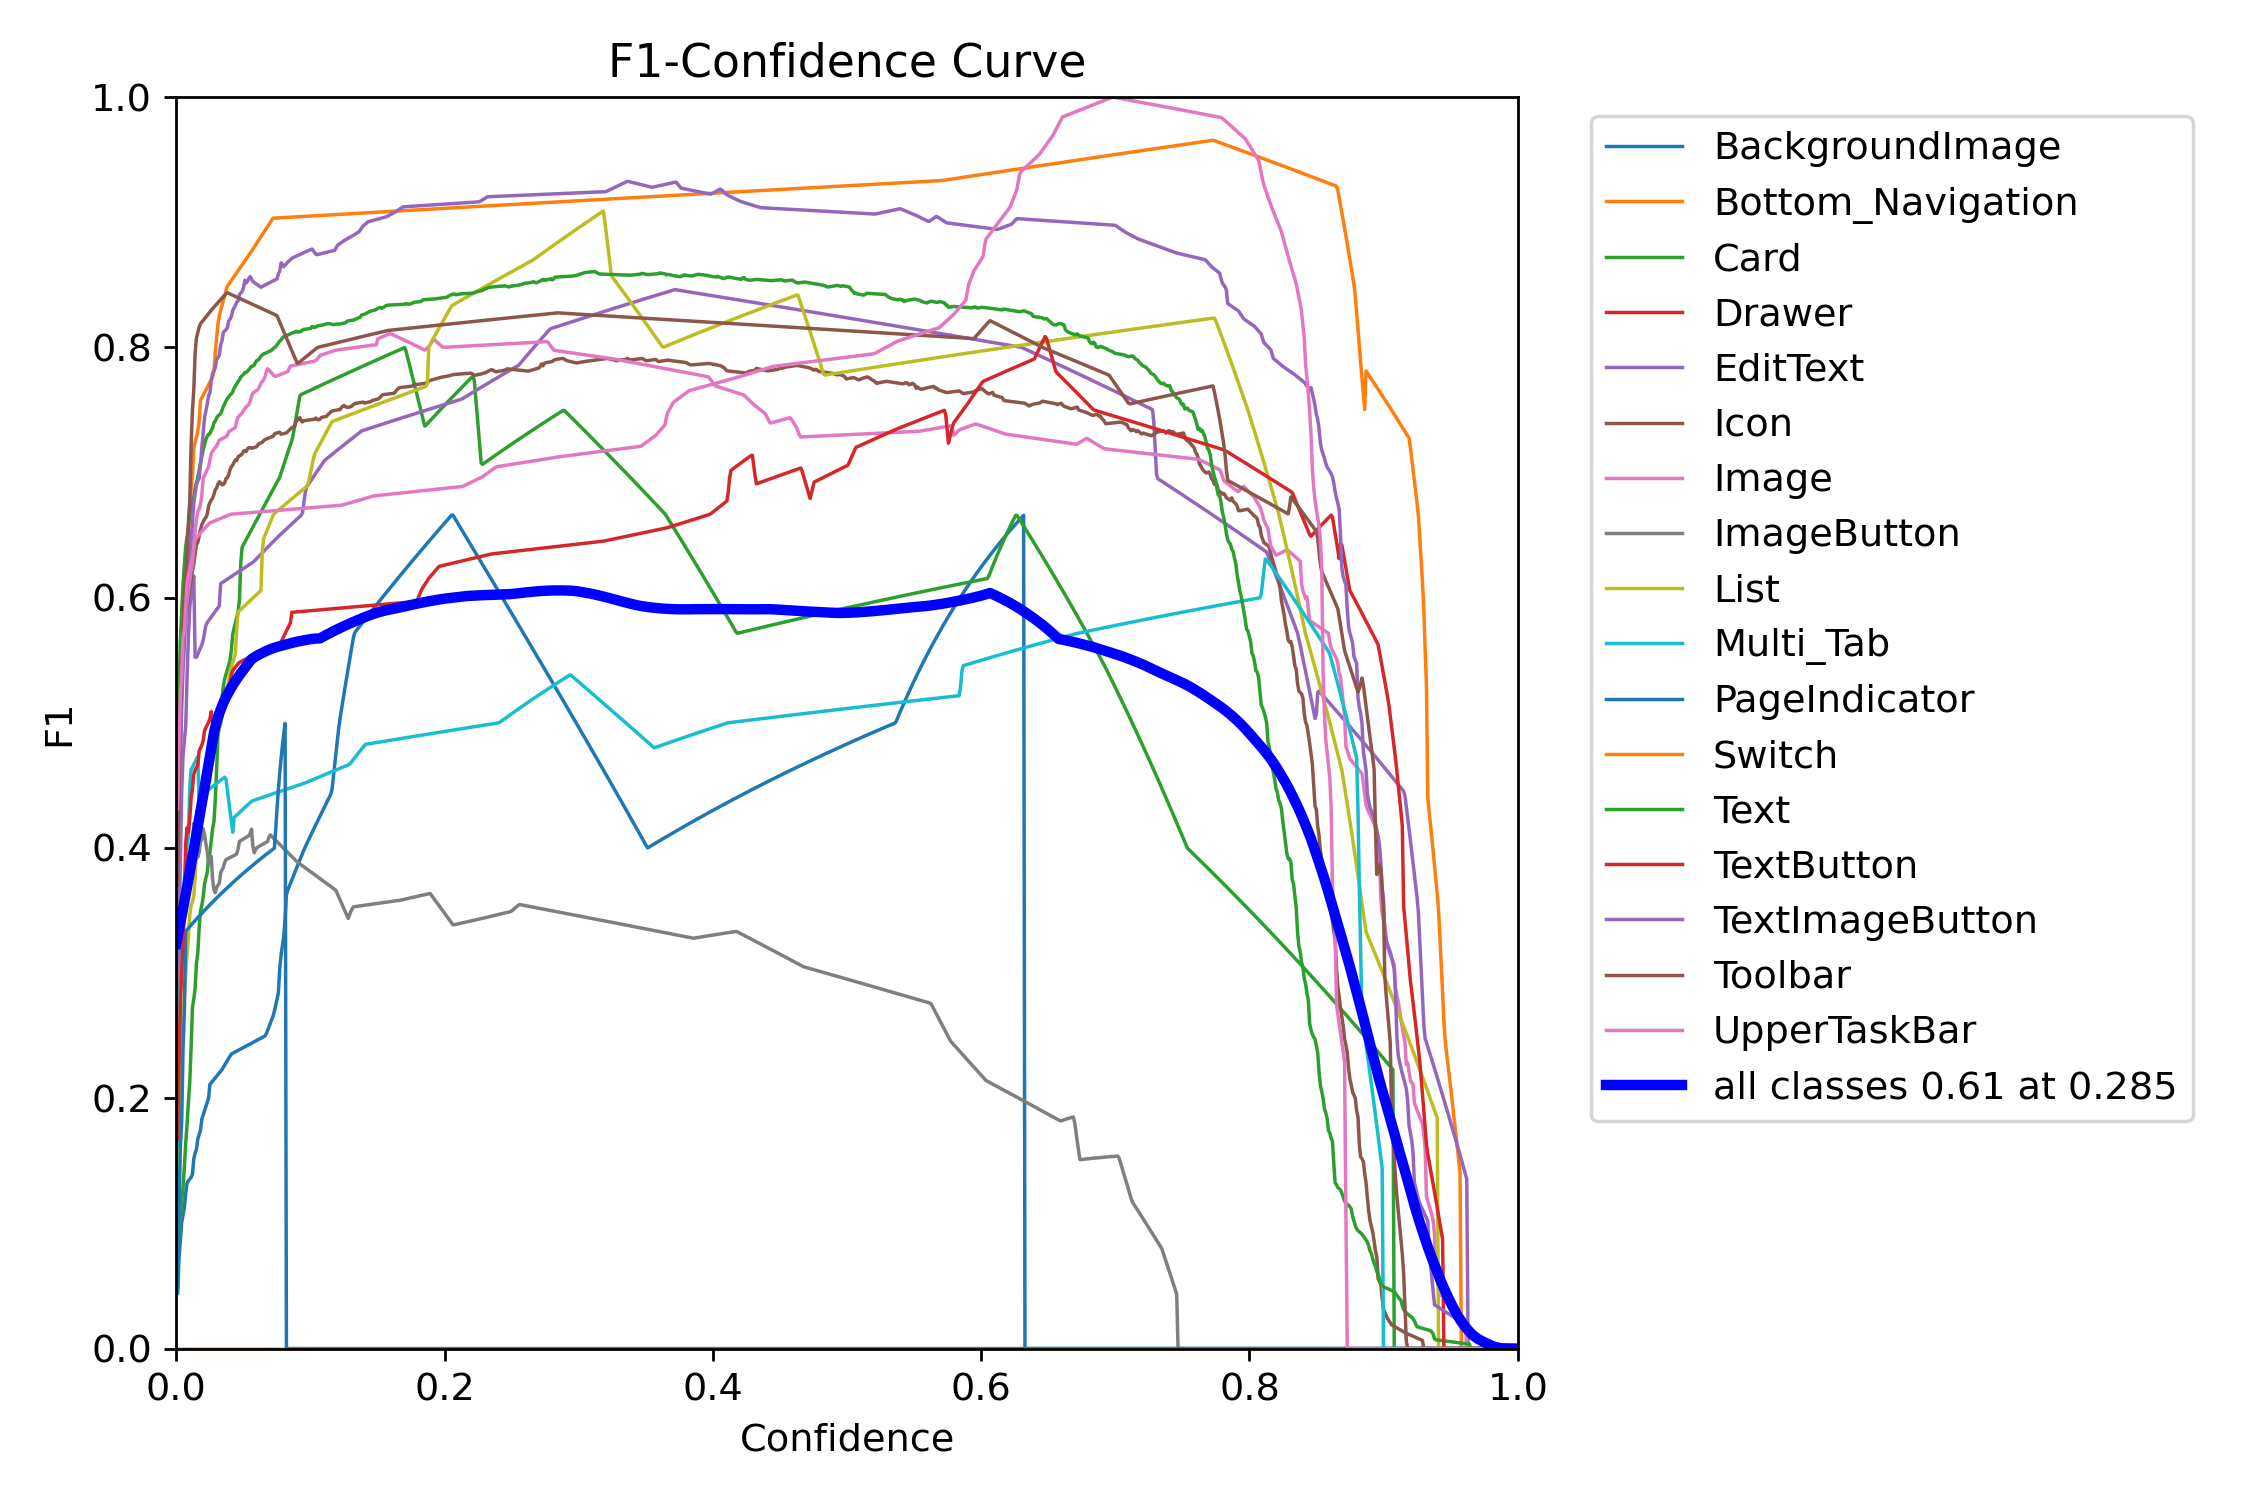 F1-Confidence Curve
1.0
0.8
0.6
0.4
0.2
0.0
F1
0.0 0.2 0.4 0.6 0.8 1.0
Confidence
BackgroundImage
Bottom_Navigation
Card
Drawer
EditText
Icon
Image
ImageButton
List
Multi_Tab
PageIndicator
Switch
Text
TextButton
TextImageButton
Toolbar
UpperTaskBar
all classes 0.61 at 0.285